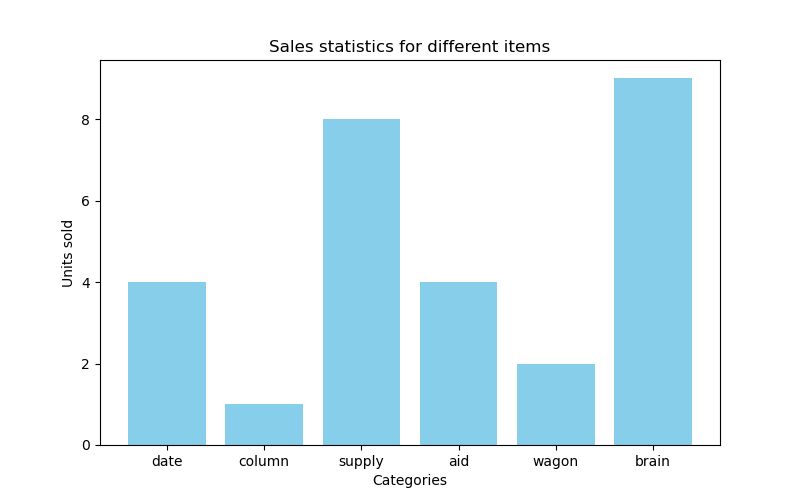 Sales statistics for different items
Units sold
8
6
4
2
0
date column supply aid wagon brain
Categories